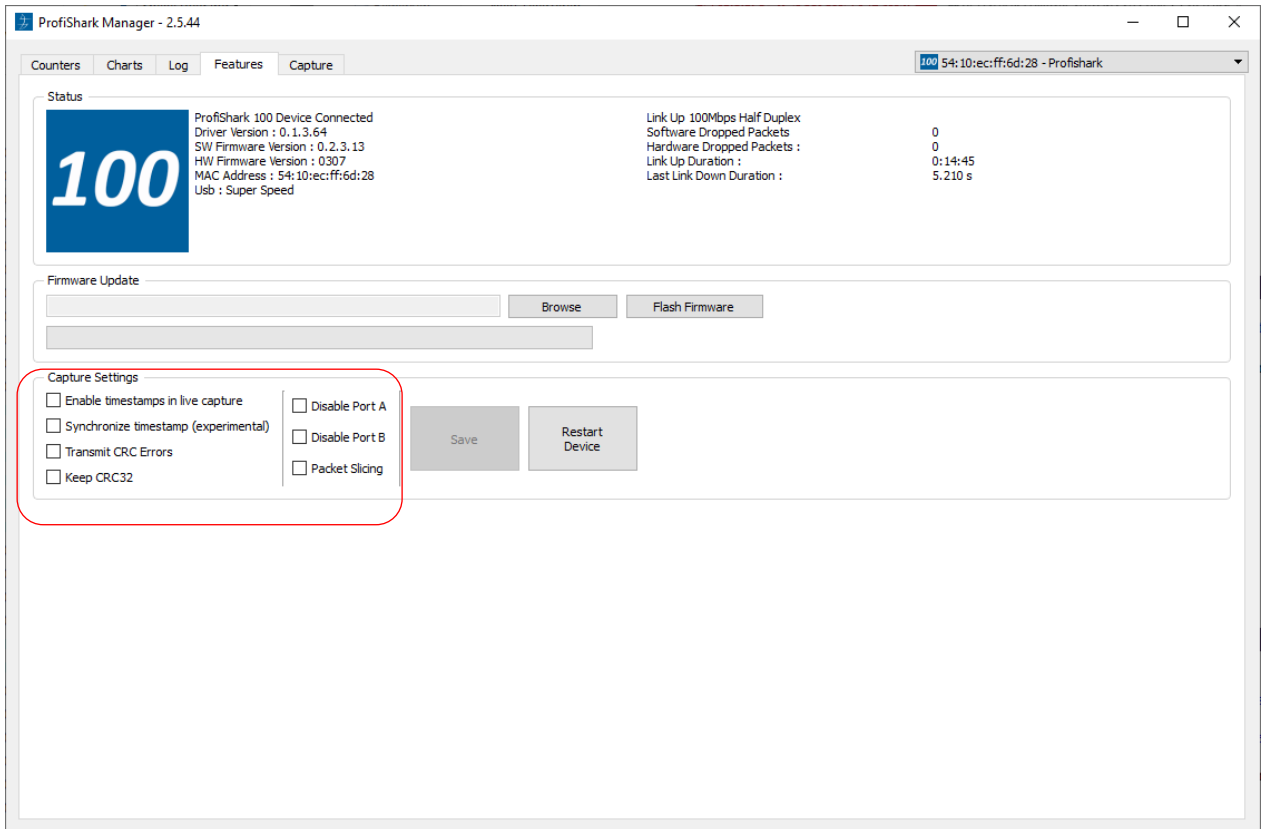 ProfiShark Manager - 2.5.44
Counters Charts Log Features Capture
100 54:10:ec:ff:6d:28 - Profishark
Status
100
ProfiShark 100 Device Connected
Driver Version : 0.1.3.64
SW Firmware Version : 0.2.3.13
HW Firmware Version : 0307
MAC Address : 54:10:ec:ff:6d:28
Usb : Super Speed
Link Up 100Mbps Half Duplex
Software Dropped Packets 0
Hardware Dropped Packets : 0
Link Up Duration : 0:14:45
Last Link Down Duration : 5.210 s
Firmware Update
Browse Flash Firmware
Capture Settings
Enable timestamps in live capture
Synchronize timestamp (experimental)
Transmit CRC Errors
Keep CRC32
Disable Port A
Disable Port B
Packet Slicing
Save
Restart
Device